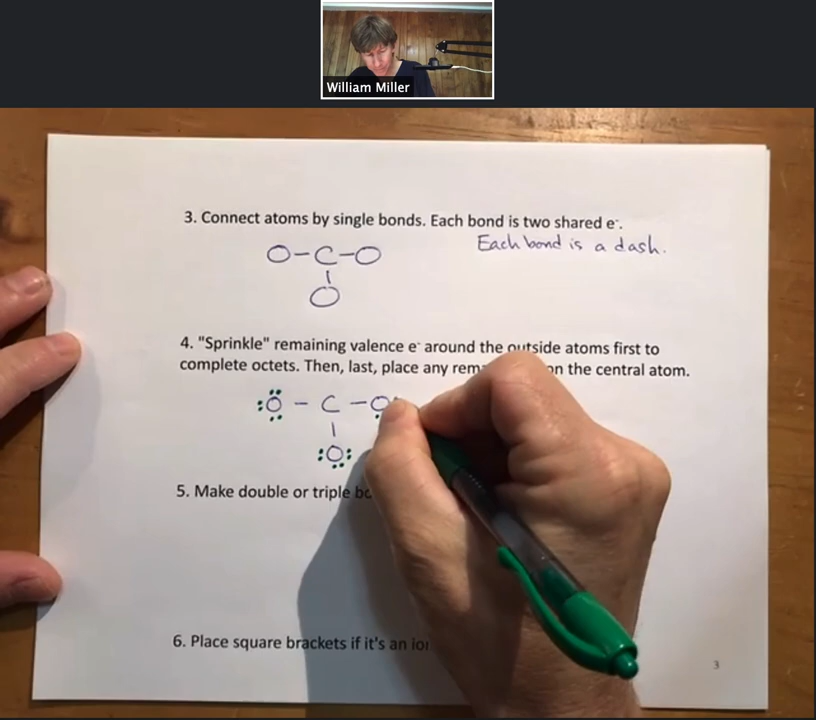 William Miller
3. Connect atoms by single bonds. Each bond is two shared e⁻.
Each bond is a dash.
O-C-O
O
4. "Sprinkle" remaining valence e⁻ around the outside atoms first to
complete octets. Then, last, place any on the central atom.
:O - C - O
:O:
5. Make double or triple
6. Place square brackets if it's an
3